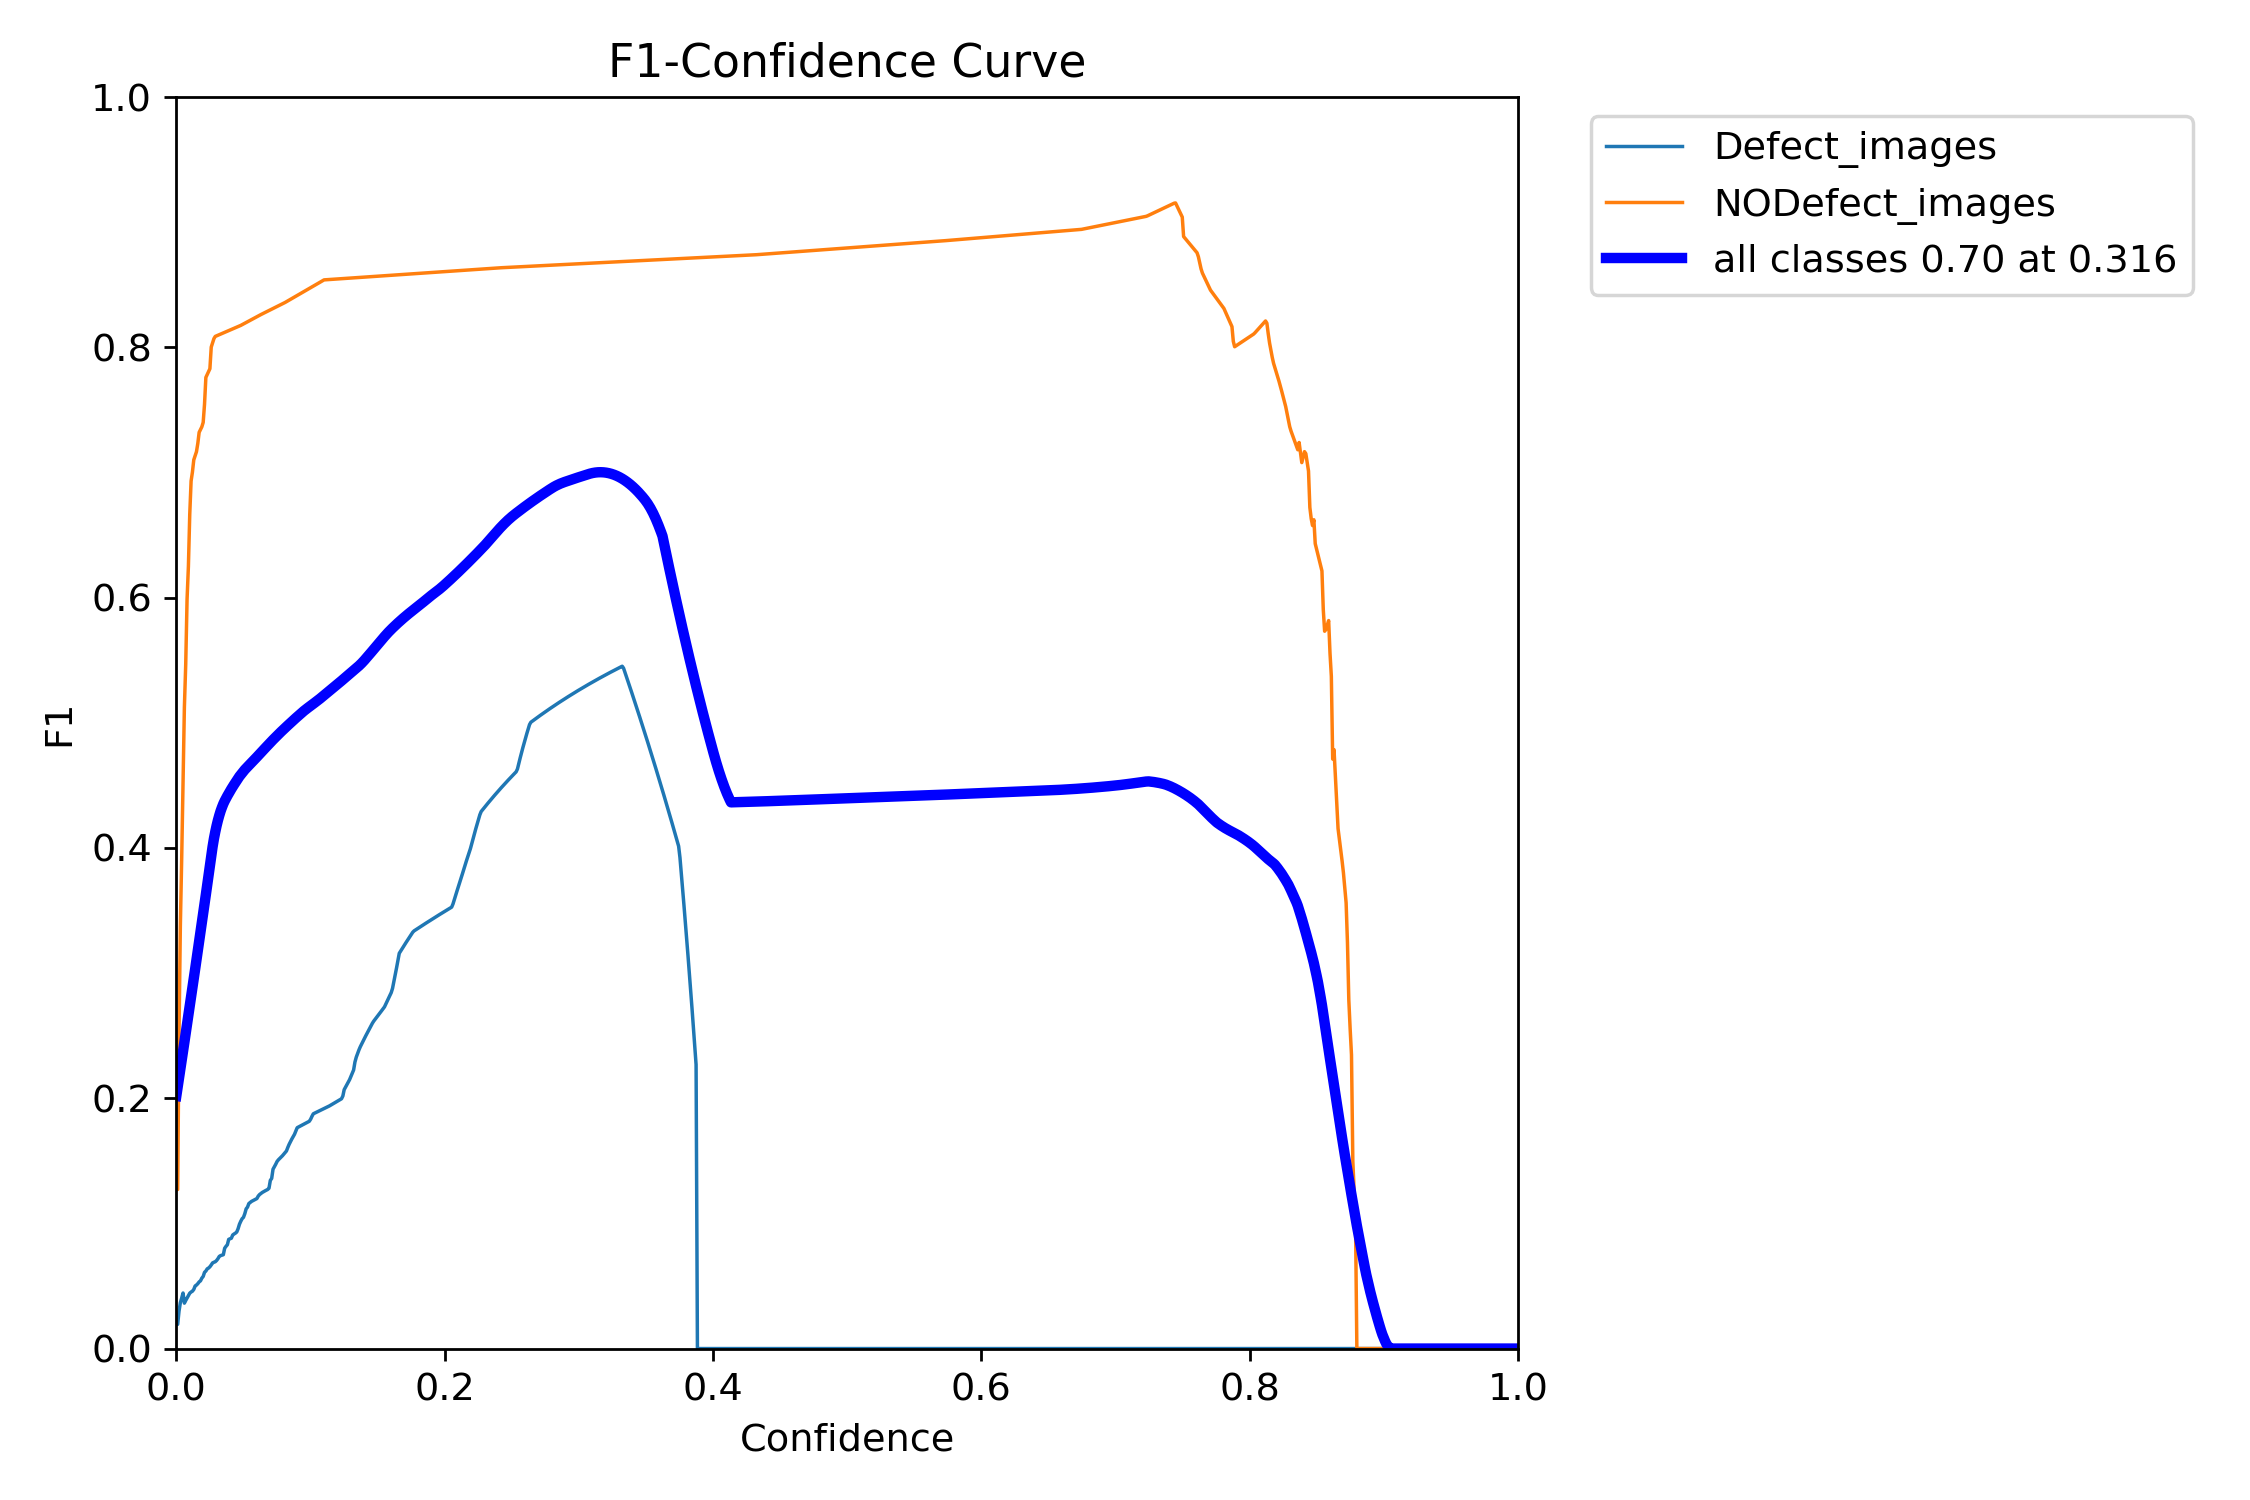 F1-Confidence Curve
1.0
0.8
0.6
0.4
0.2
0.0
F1
0.0 0.2 0.4 0.6 0.8 1.0
Confidence
Defect_images
NODefect_images
all classes 0.70 at 0.316